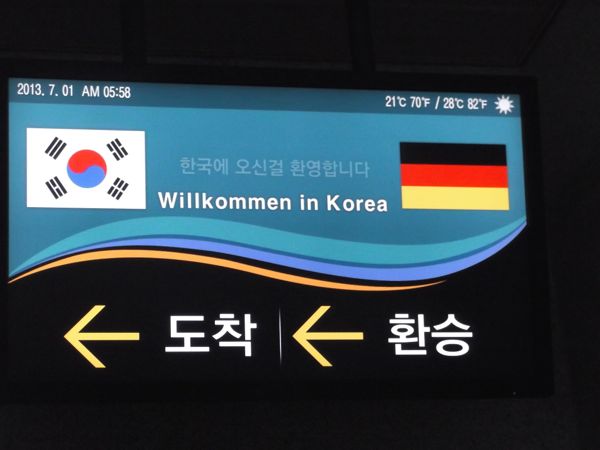 2013. 7. 01 AM 05:58
21℃ 70℉ / 28℃ 82℉
한국에 오신걸 환영합니다
Willkommen in Korea
도착 환승